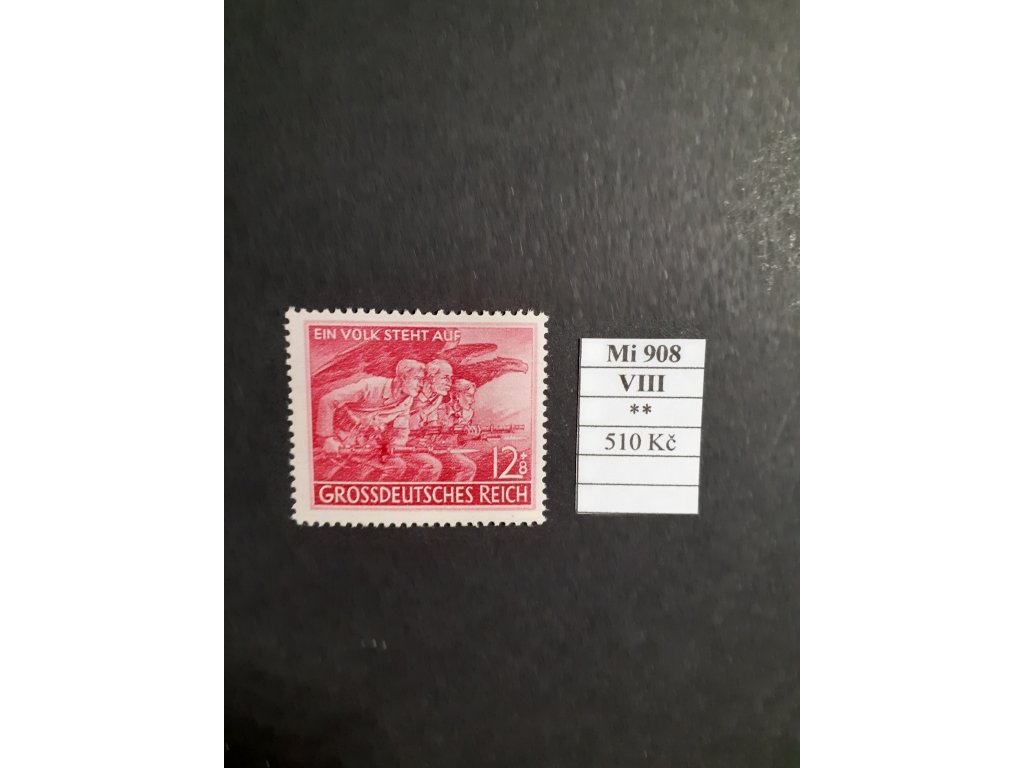 EIN VOLK STEHT AUF
12+8
GROSSDEUTSCHES REICH
Mi 908
VIII
**
510 Kč